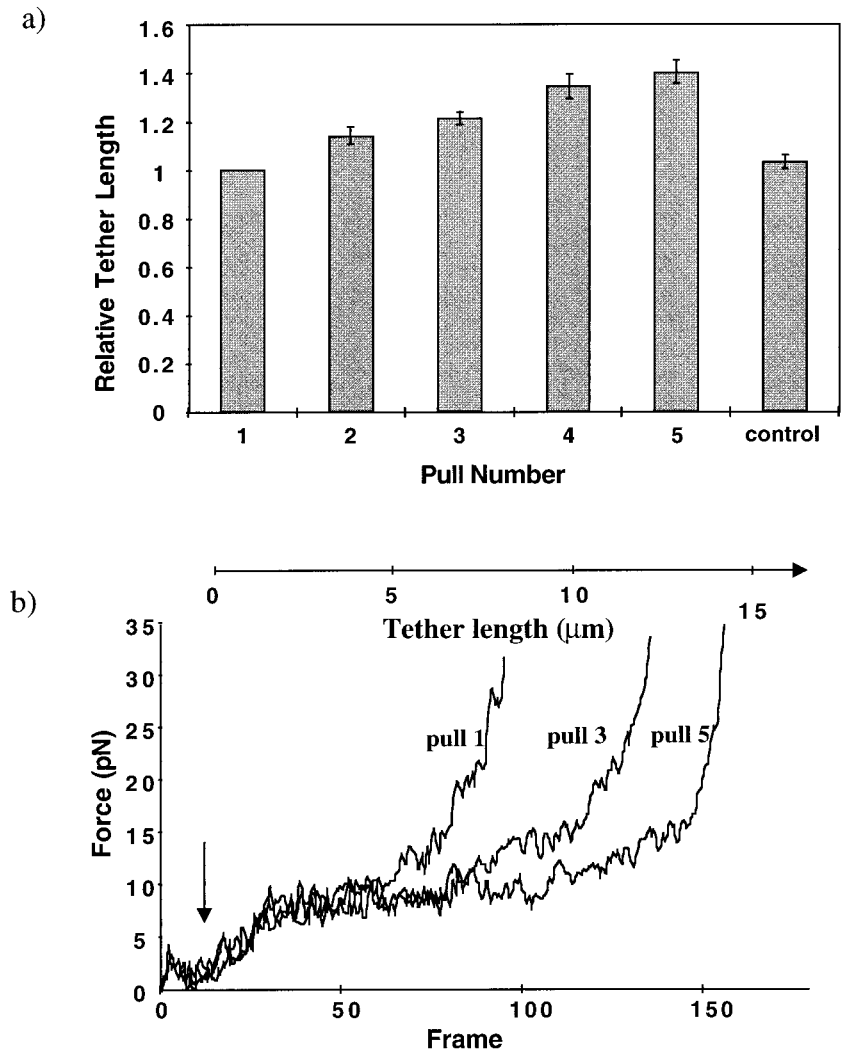 a)
1.6
1.4
1.2
1
0.8
0.6
0.4
0.2
0
Relative Tether Length
1 2 3 4 5 control
Pull Number
b)
0 5 10 15
Tether length (μm)
35
30
25
20
15
10
5
0
Force (pN)
pull 1 pull 3 pull 5
0 50 100 150
Frame